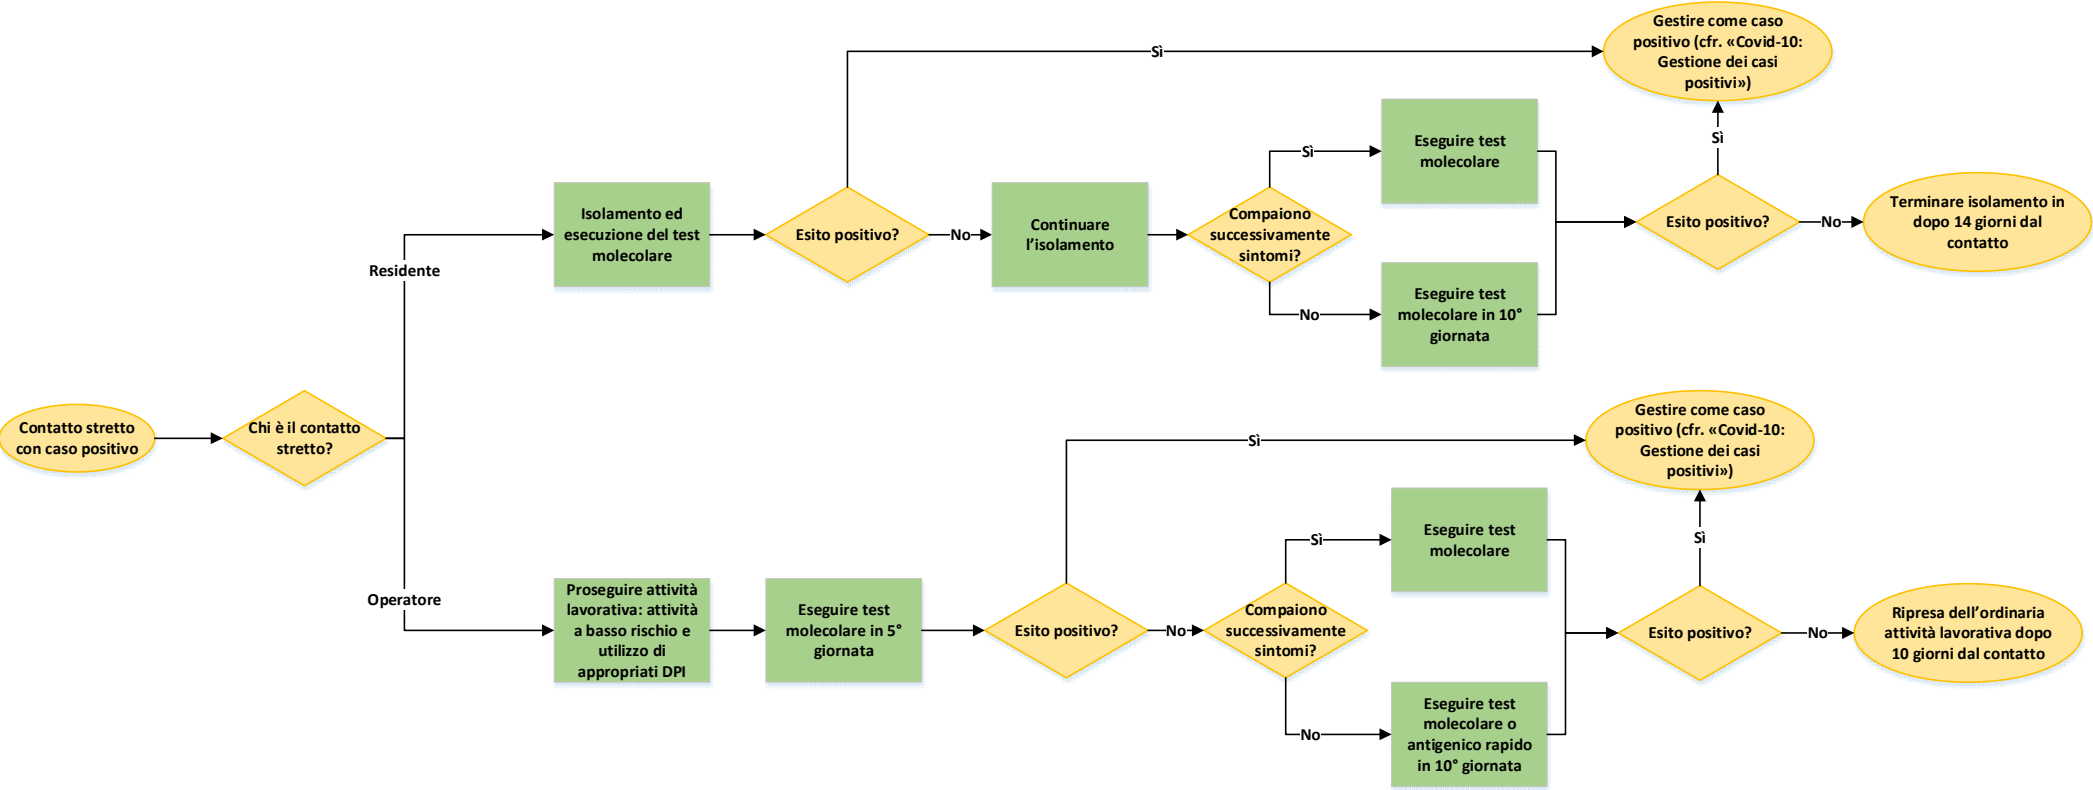 Contatto stretto
con caso positivo
Chi è il contatto
stretto?
Residente
Isolamento ed
esecuzione del test
molecolare
Esito positivo?
Sì
No
Continuare
l'isolamento
Compaiono
successivamente
sintomi?
Sì
Eseguire test
molecolare
No
Eseguire test
molecolare in 10°
giornata
Esito positivo?
Sì
Gestire come caso
positivo (cfr. «Covid-10:
Gestione dei casi
positivi»)
No
Terminare isolamento in
dopo 14 giorni dal
contatto
Operatore
Proseguire attività
lavorativa: attività
a basso rischio e
utilizzo di
appropriati DPI
Eseguire test
molecolare in 5°
giornata
Esito positivo?
Sì
No
Compaiono
successivamente
sintomi?
Sì
Eseguire test
molecolare
No
Eseguire test
molecolare o
antigenico rapido
in 10° giornata
Esito positivo?
Sì
Gestire come caso
positivo (cfr. «Covid-10:
Gestione dei casi
positivi»)
No
Ripresa dell'ordinaria
attività lavorativa dopo
10 giorni dal contatto